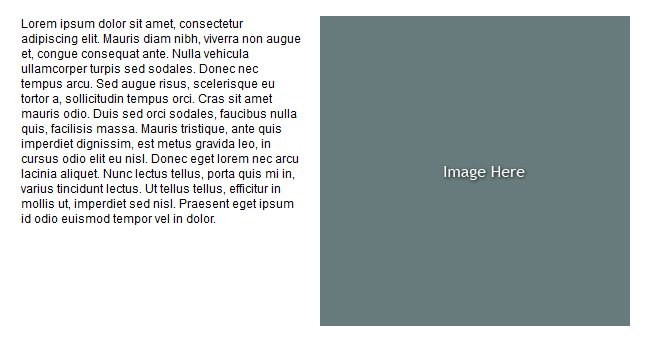 Lorem ipsum dolor sit amet, consectetur
adipiscing elit. Mauris diam nibh, viverra non augue
et, congue consequat ante. Nulla vehicula
ullamcorper turpis sed sodales. Donec nec
tempus arcu. Sed augue risus, scelerisque eu
tortor a, sollicitudin tempus orci. Cras sit amet
mauris odio. Duis sed orci sodales, faucibus nulla
quis, facilisis massa. Mauris tristique, ante quis
imperdiet dignissim, est metus gravida leo, in
cursus odio elit eu nisl. Donec eget lorem nec arcu
lacinia aliquet. Nunc lectus tellus, porta quis mi in,
varius tincidunt lectus. Ut tellus tellus, efficitur in
mollis ut, imperdiet sed nisl. Praesent eget ipsum
id odio euismod tempor vel in dolor.
Image Here